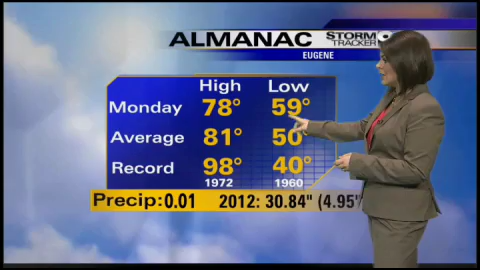 ALMANAC STORM
TRACKER 9
EUGENE
High Low
Monday 78° 59°
Average 81° 50°
Record 98° 40°
1972 1960
Precip: 0.01 2012: 30.84" (4.95"